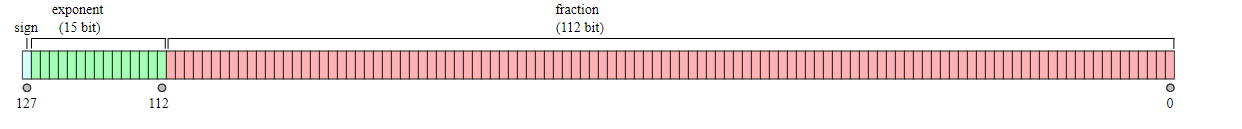 exponent
fraction
sign
(15 bit)
(112 bit)
127
112
0